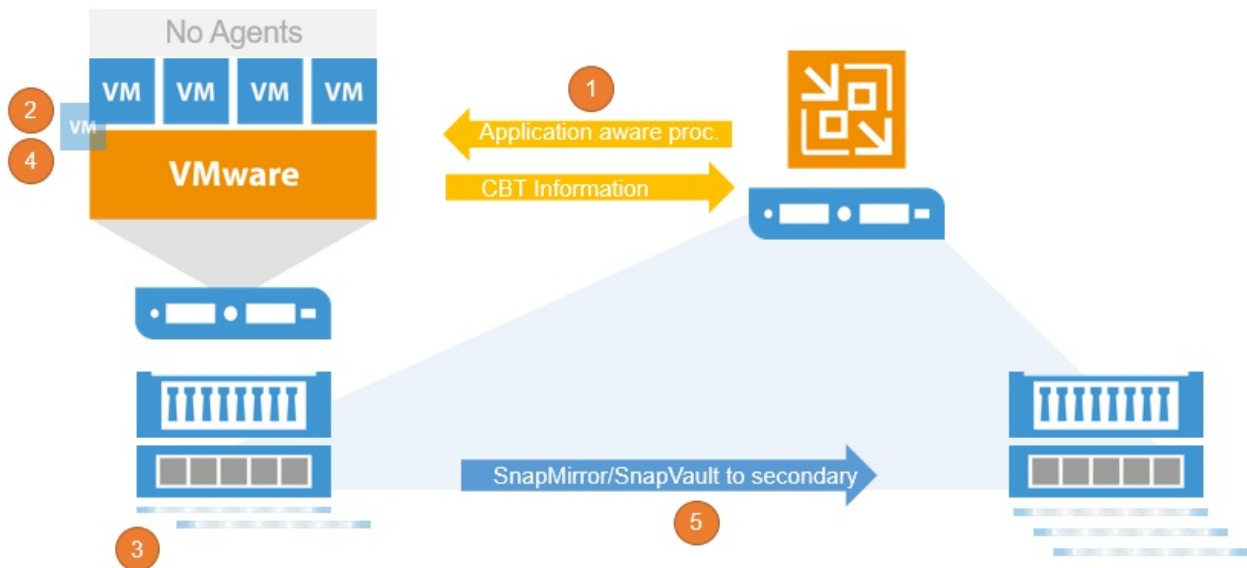 No Agents
VM VM VM VM
1
2
VM
Application aware proc.
4
VMware
CBT Information
SnapMirror/SnapVault to secondary
5
3